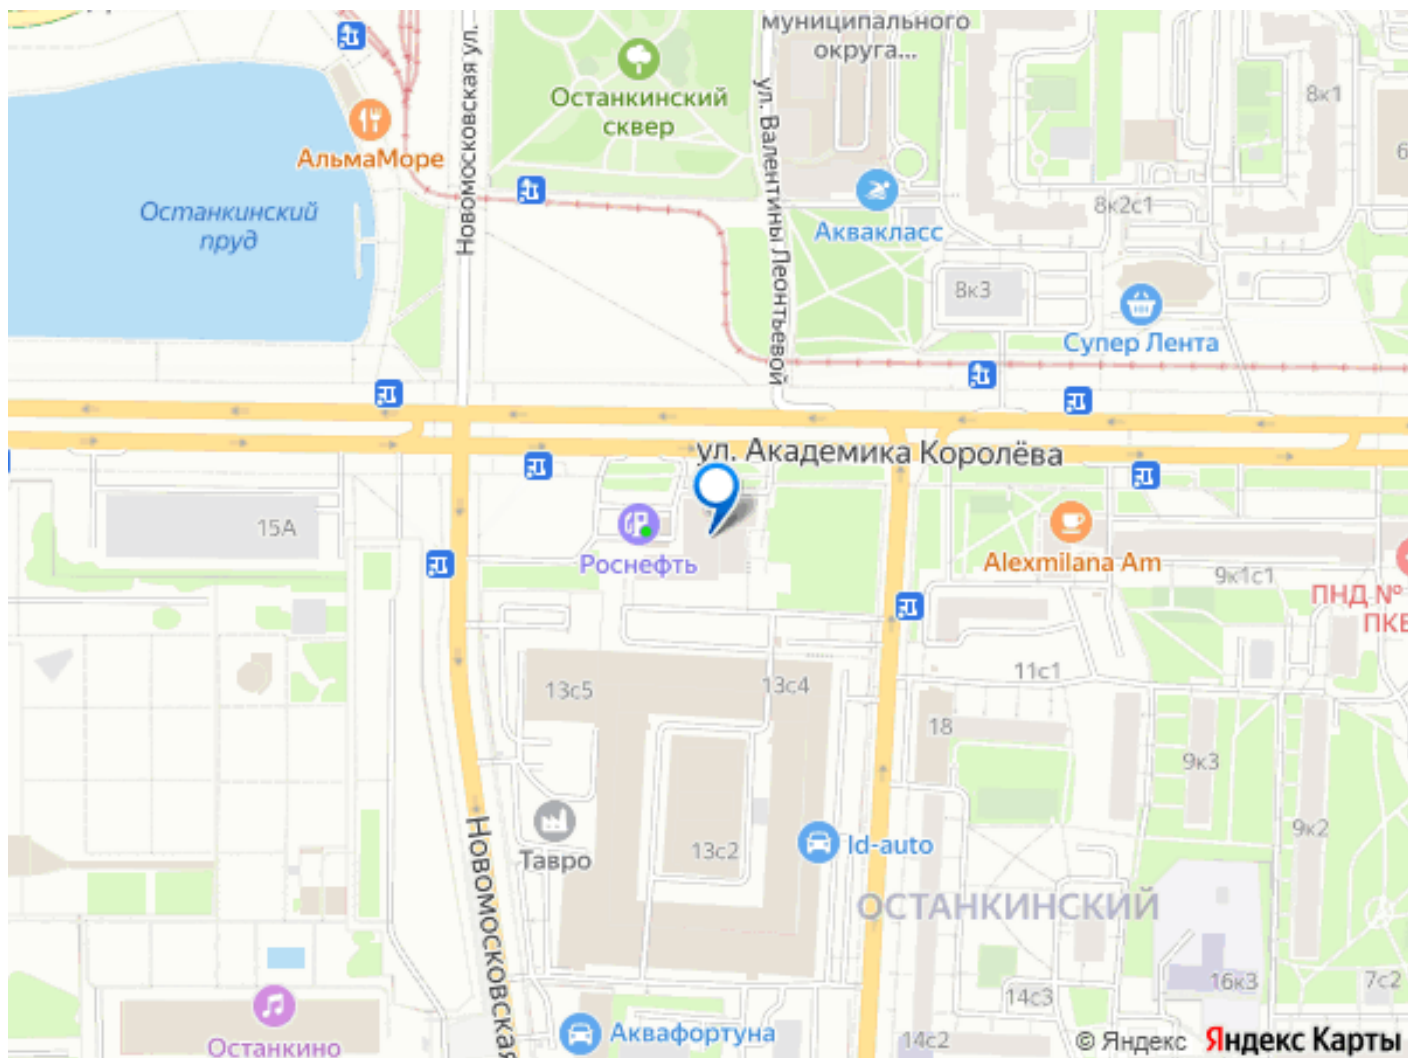 муниципального
округа...
Новомосковская ул.
Останкинский
сквер
ул. Валентины Леонтьевой
8к1
АльмаМоре
Останкинский
пруд
Аквакласс
8к2с1
8к3
Супер Лента
ул. Академика Королёва
15А
Роснефть
Alexmilana Am
9к1с1
ПНД №
11с1
13с5
13с4
18
9к3
9к2
Тавро
13с2
Id-auto
Новомосковская
ОСТАНКИНСКИЙ
16к3
7с2
14с3
Останкино
Аквафортуна
14с2
© Яндекс Яндекс Карты